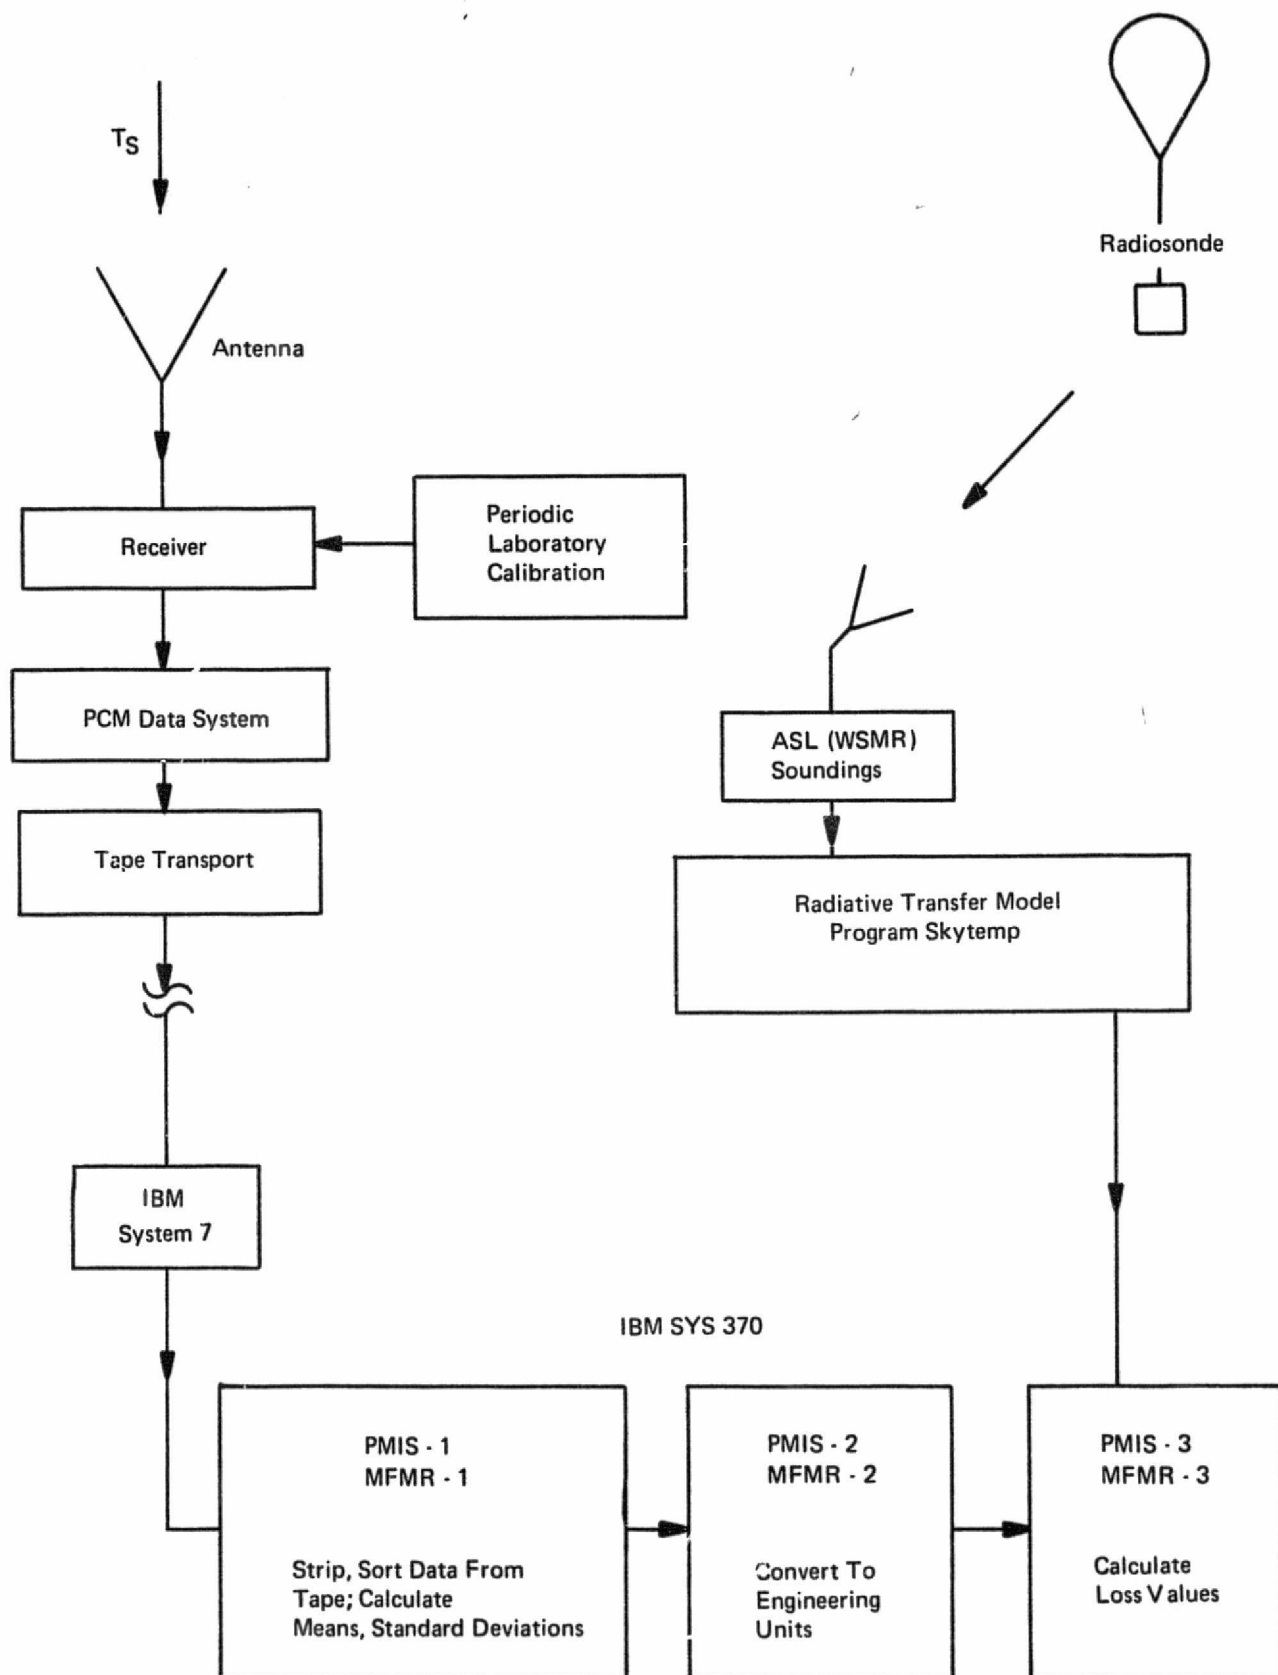 T_S
Radiosonde
Antenna
Receiver
Periodic
Laboratory
Calibration
PCM Data System
ASL (WSMR)
Soundings
Tape Transport
Radiative Transfer Model
Program Skytemp
IBM
System 7
IBM SYS 370
PMIS - 1
MFMR - 1
Strip, Sort Data From
Tape; Calculate
Means, Standard Deviations
PMIS - 2
MFMR - 2
Convert To
Engineering
Units
PMIS - 3
MFMR - 3
Calculate
Loss Values